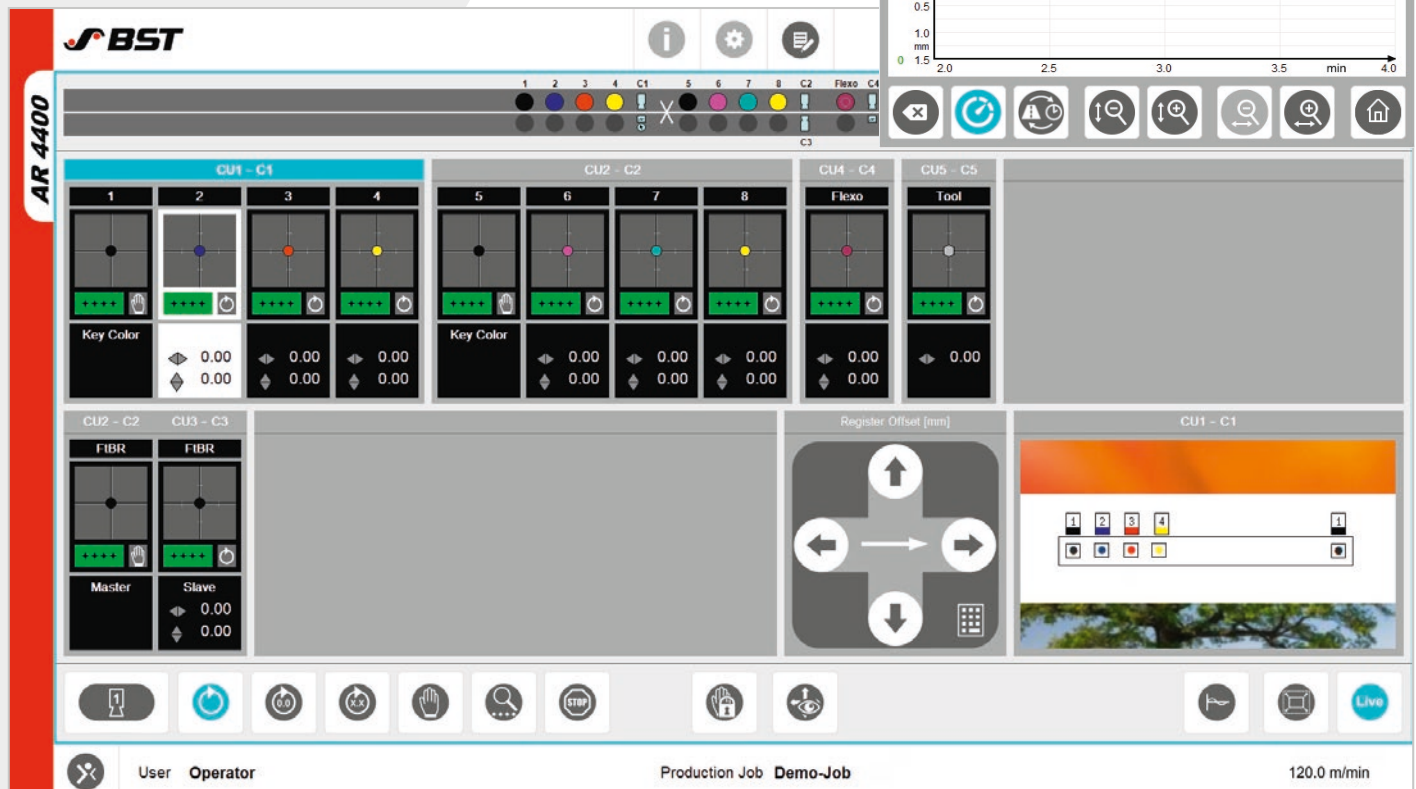 0.5
1.0
mm
0 1.5
2.0 2.5 3.0 3.5 min 4.0
BST
AR 4400
1 2 3 4 C1 5 6 7 8 C2 Flexo C4
C3
CU1 - C1 CU2 - C2 CU4 - C4 CU5 - C5
1 2 3 4 5 6 7 8 Flexo Tool
++++ ++++ ++++ ++++ ++++ ++++ ++++ ++++ ++++ ++++
Key Color Key Color
0.00 0.00 0.00 0.00 0.00 0.00 0.00 0.00
0.00 0.00 0.00 0.00 0.00 0.00 0.00
CU2 - C2 CU3 - C3 Register Offset [mm] CU1 - C1
FtBR FtBR
1 2 3 4 1
++++ ++++
Master Slave
0.00
0.00
1 0.0 x.x STOP Live
User Operator Production Job Demo-Job 120.0 m/min